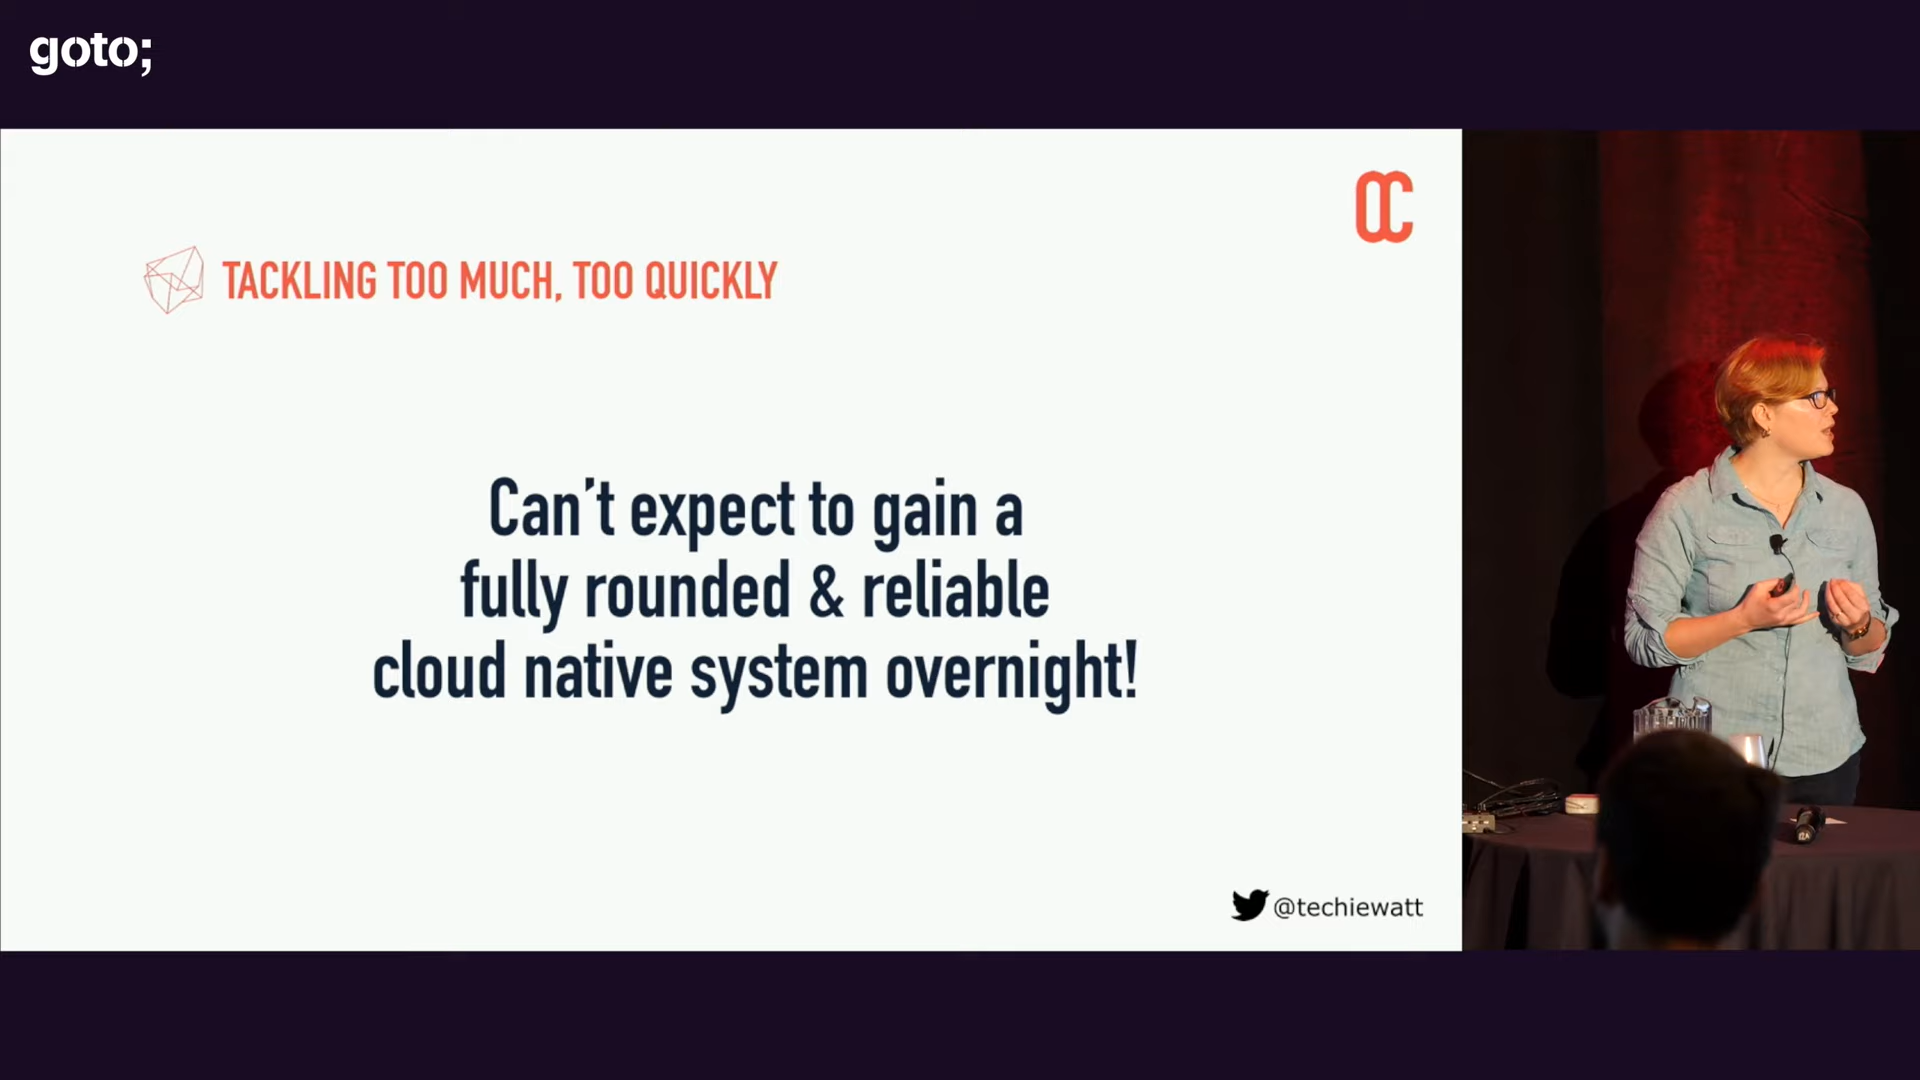 goto;
TACKLING TOO MUCH, TOO QUICKLY
Can't expect to gain a
fully rounded & reliable
cloud native system overnight!
@techiewatt